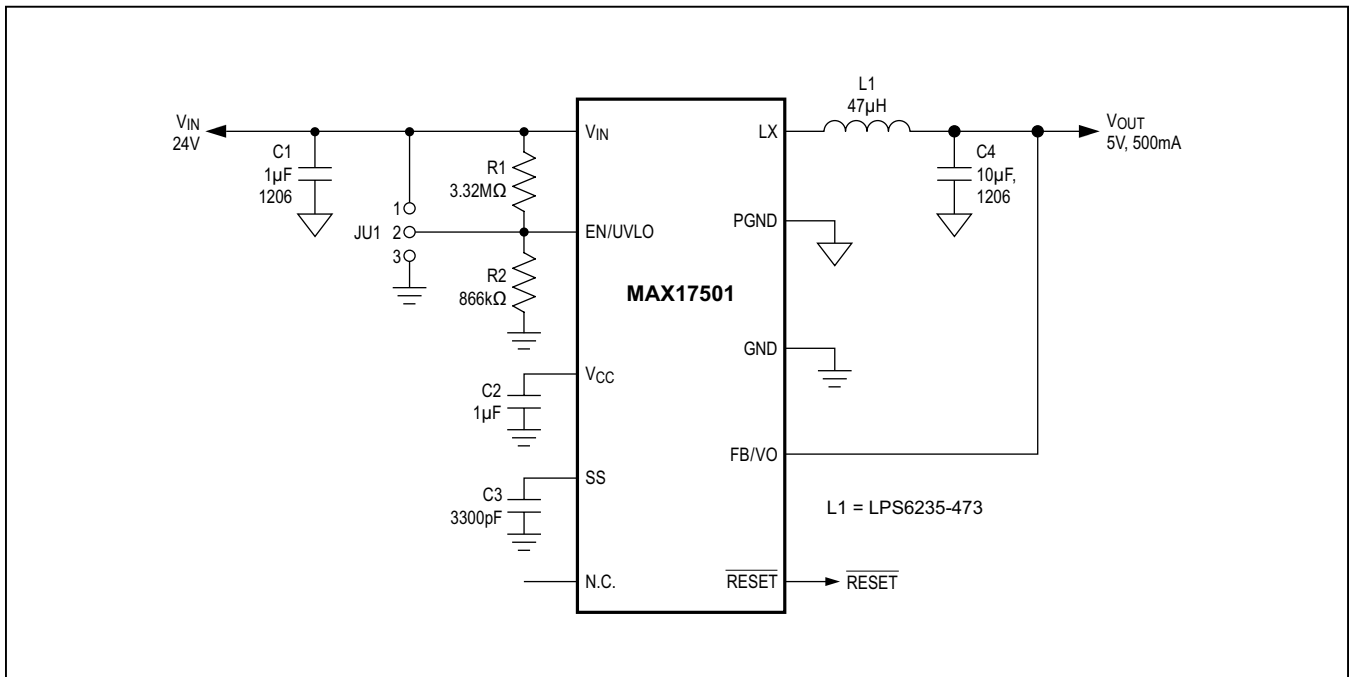 VIN
24V
C1
1µF
1206
JU1
1
2
3
R1
3.32MΩ
R2
866kΩ
C2
1µF
C3
3300pF
VIN
EN/UVLO
VCC
SS
N.C.
MAX17501
LX
PGND
GND
FB/VO
RESET
L1
47µH
C4
10µF,
1206
VOUT
5V, 500mA
L1 = LPS6235-473
RESET